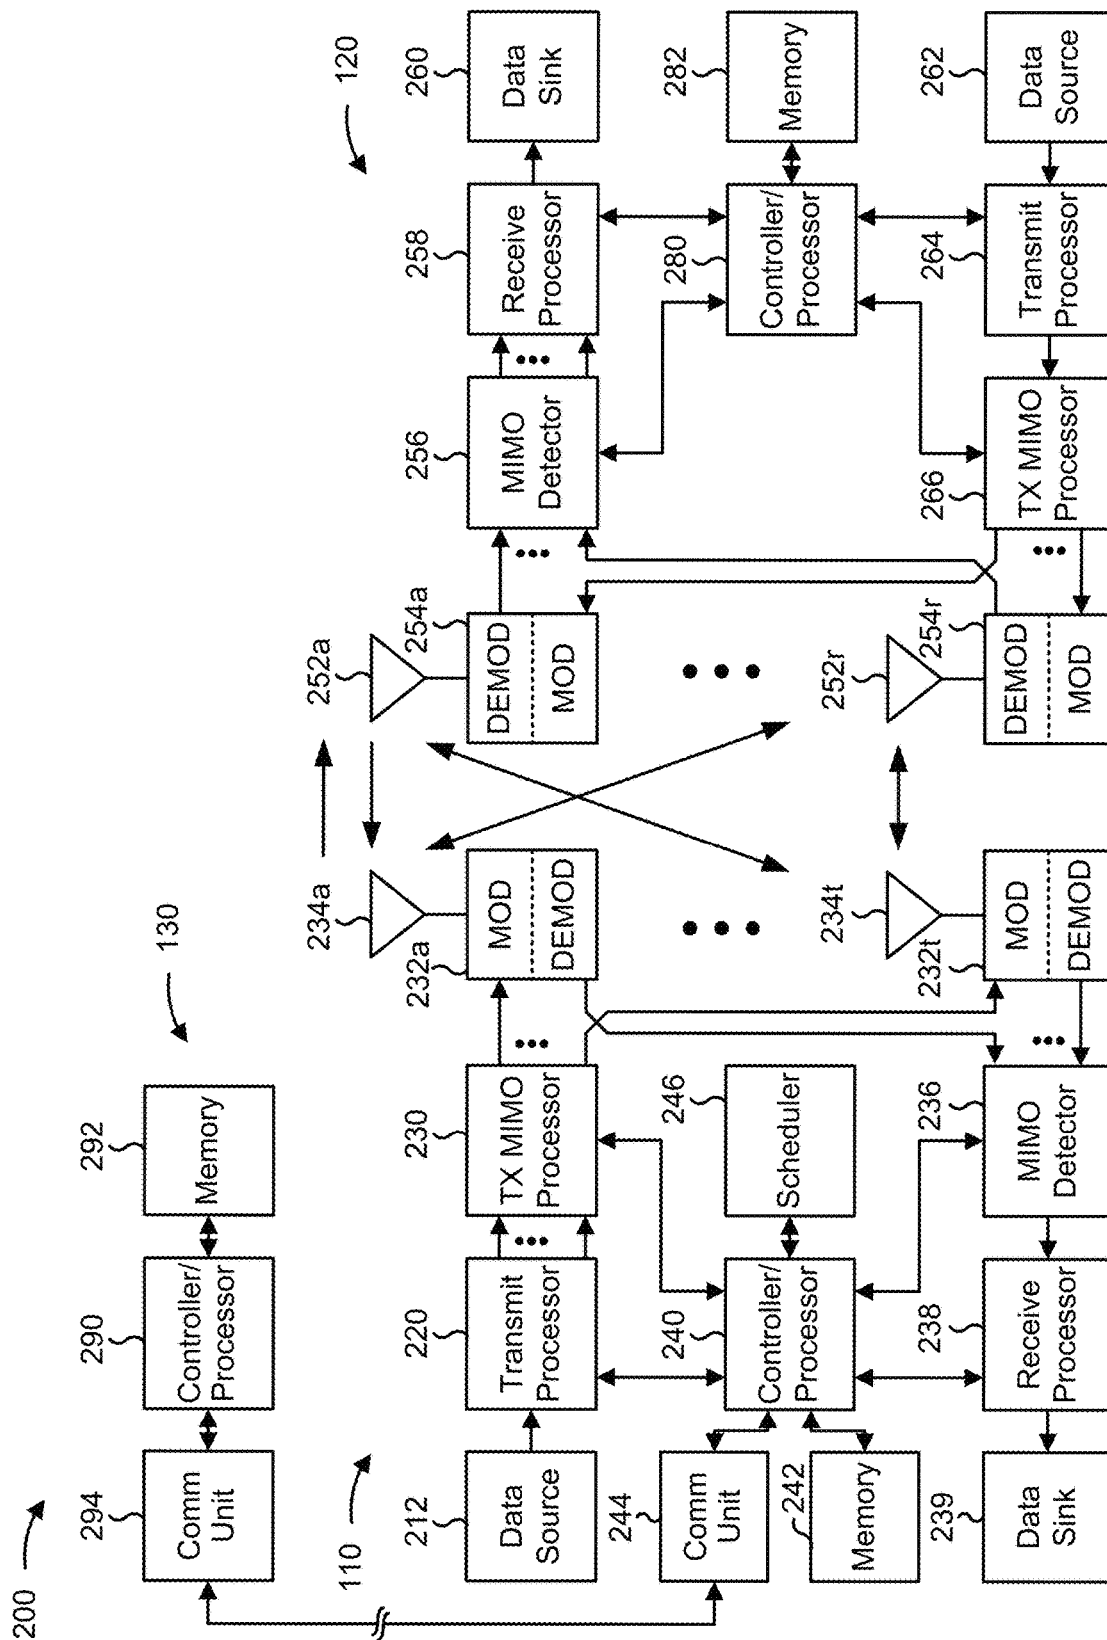 200
130
294
Comm
Unit
290
Controller/
Processor
292
Memory
110
120
212
Data
Source
220
Transmit
Processor
230
TX MIMO
Processor
232a
MOD
DEMOD
234a
252a
254a
DEMOD
MOD
256
MIMO
Detector
258
Receive
Processor
260
Data
Sink
244
Comm
Unit
242
Memory
240
Controller/
Processor
246
Scheduler
280
Controller/
Processor
282
Memory
239
Data
Sink
238
Receive
Processor
236
MIMO
Detector
232t
MOD
DEMOD
234t
252r
254r
DEMOD
MOD
266
TX MIMO
Processor
264
Transmit
Processor
262
Data
Source